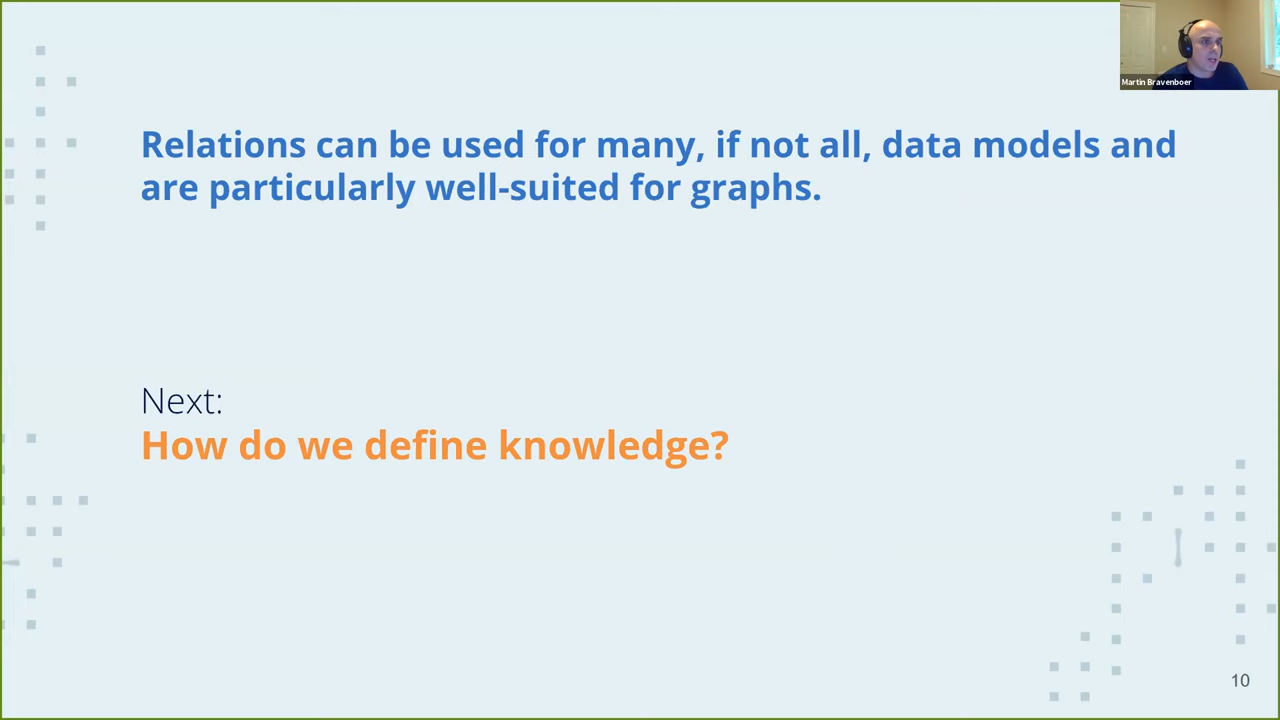 Martin Bravenboer
Relations can be used for many, if not all, data models and
are particularly well-suited for graphs.
Next:
How do we define knowledge?
10